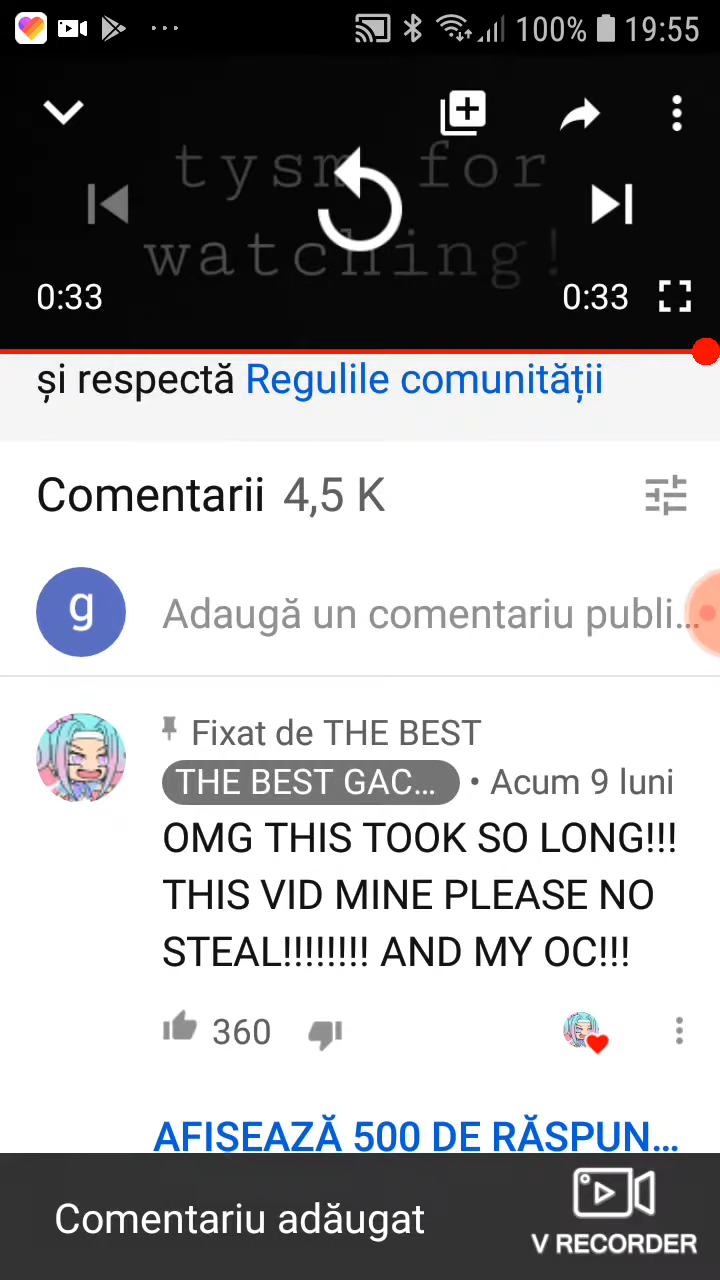 100% 19:55
tysm for
watching!
0:33 0:33
și respectă Regulile comunității
Comentarii 4,5 K
g
Adaugă un comentariu publi...
Fixat de THE BEST
THE BEST GAC... • Acum 9 luni
OMG THIS TOOK SO LONG!!!
THIS VID MINE PLEASE NO
STEAL!!!!!!!! AND MY OC!!!
360
AFIȘEAZĂ 500 DE RĂSPUN...
Comentariu adăugat
V RECORDER